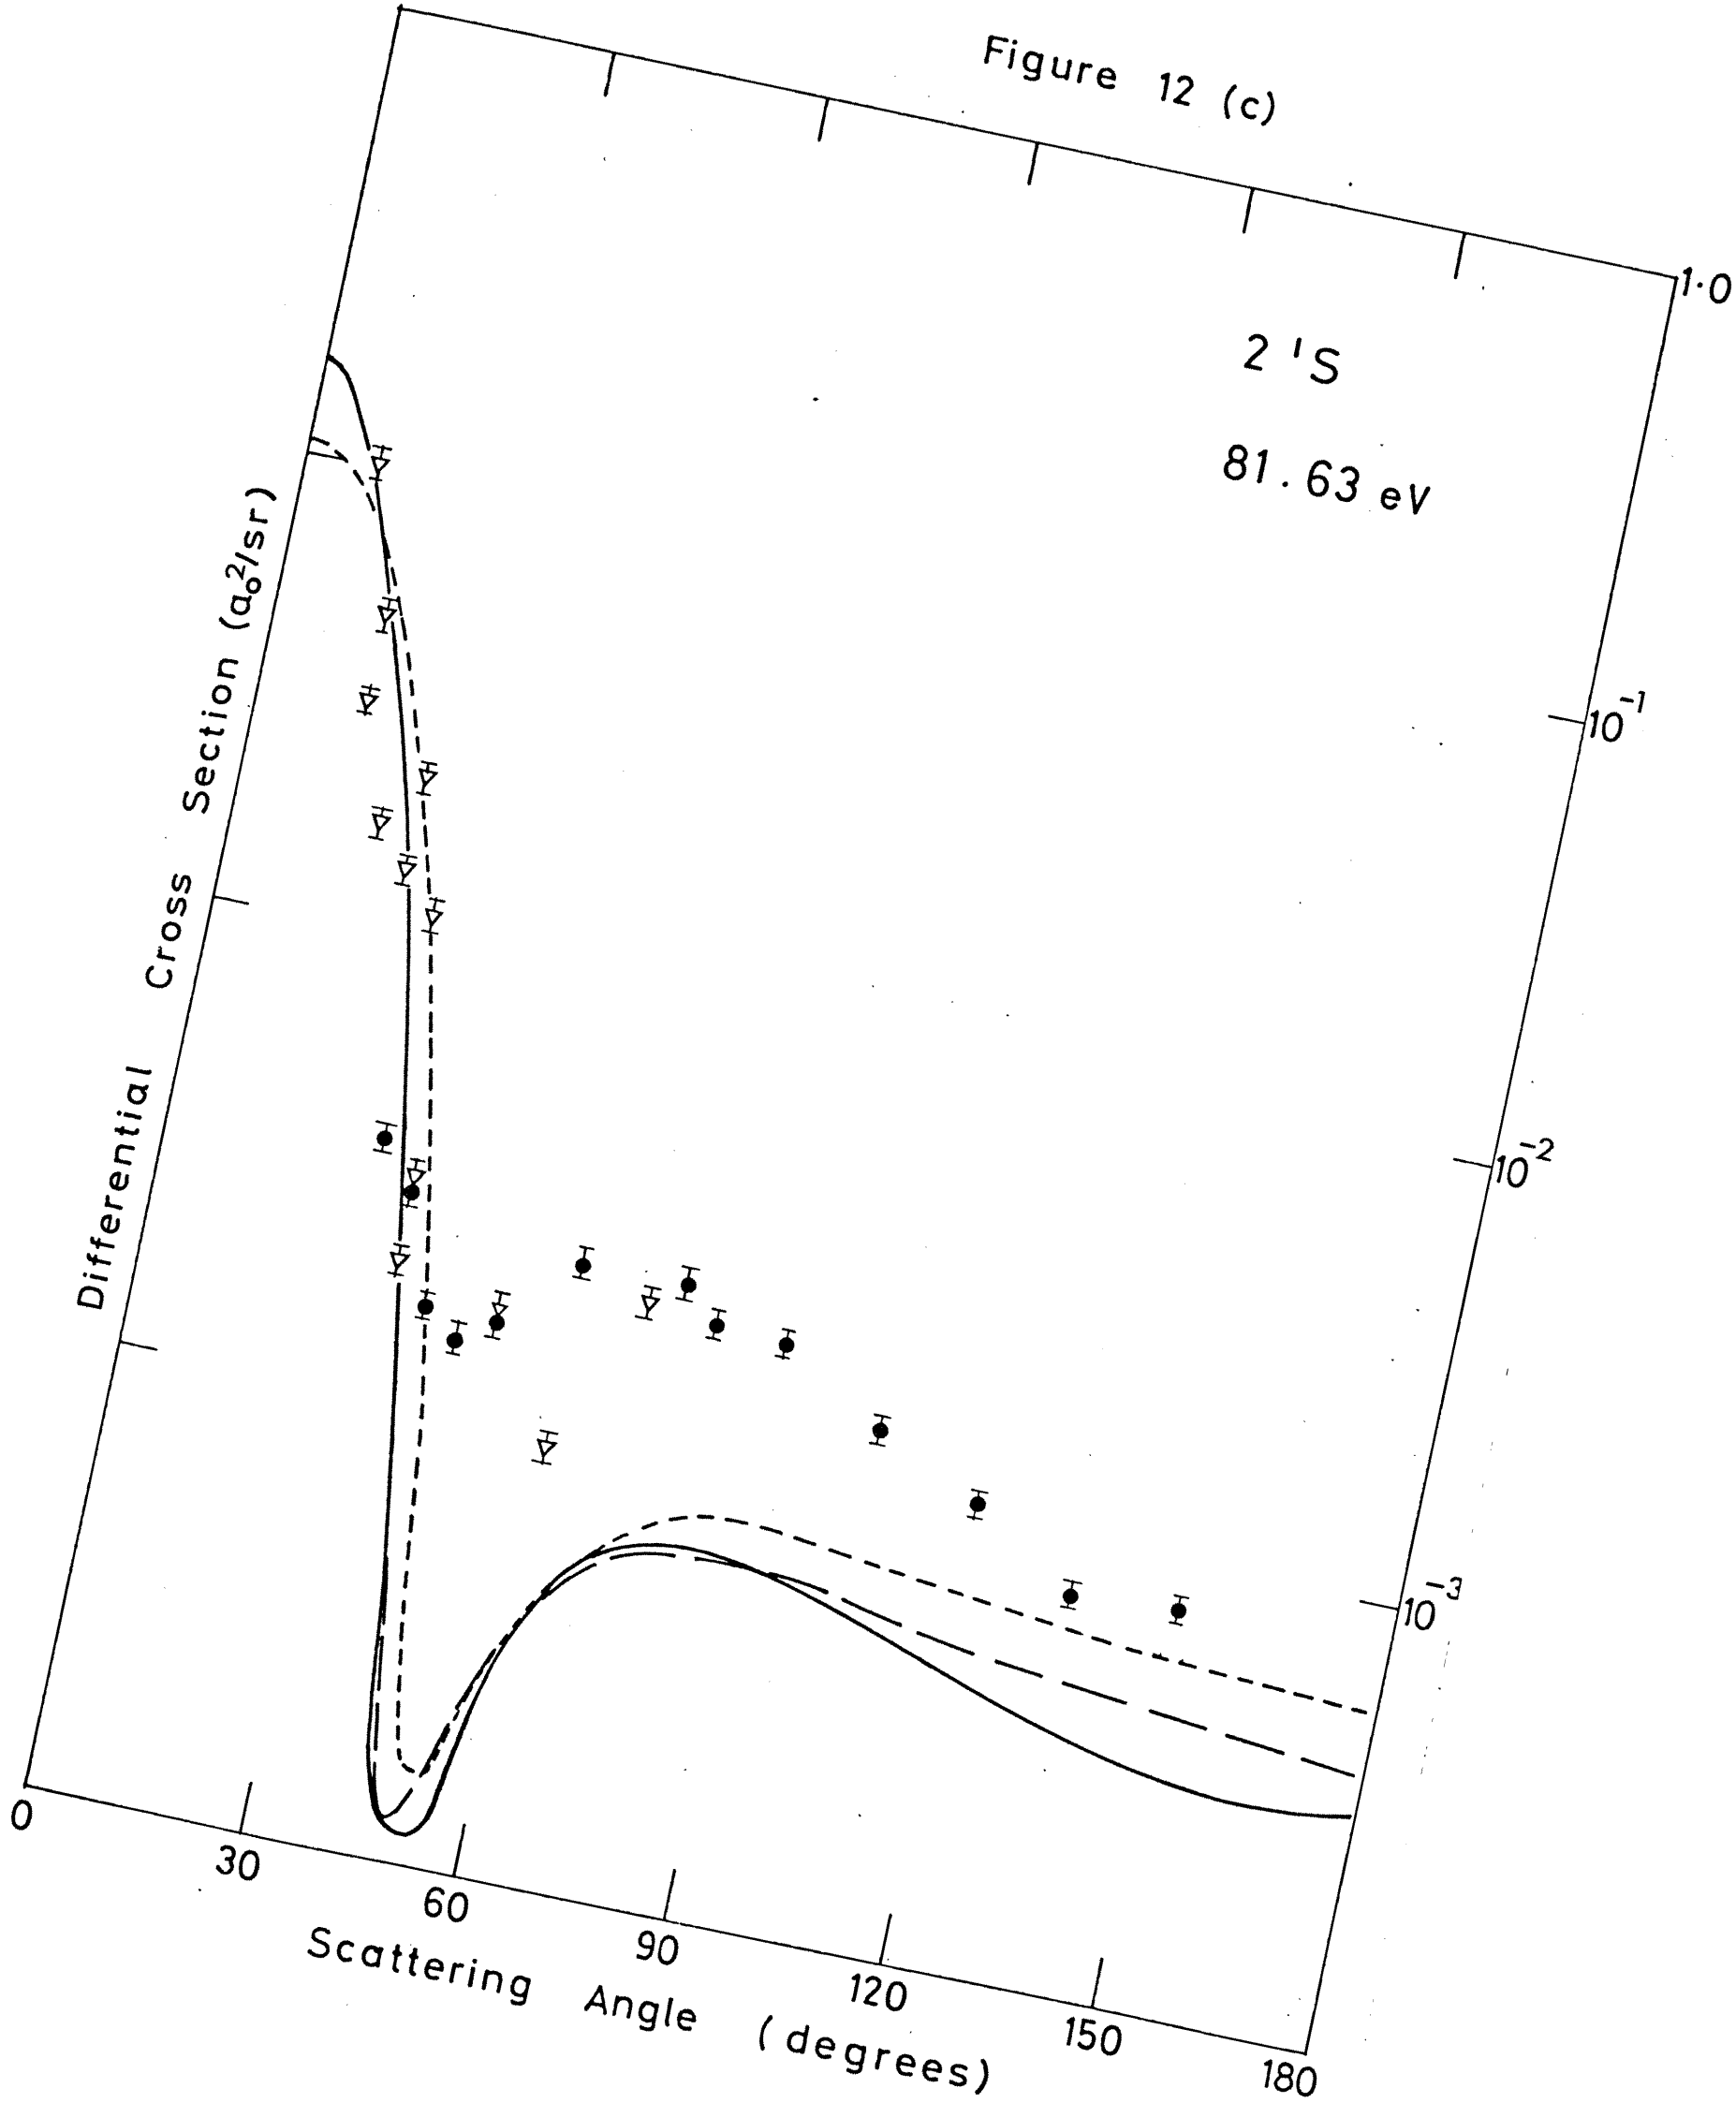 Figure 12 (c)
1·0
2 ¹S
81.63 eV
10⁻¹
10⁻²
10⁻³
Differential Cross Section (a₀²/sr)
0
30
60
90
120
150
180
Scattering Angle (degrees)